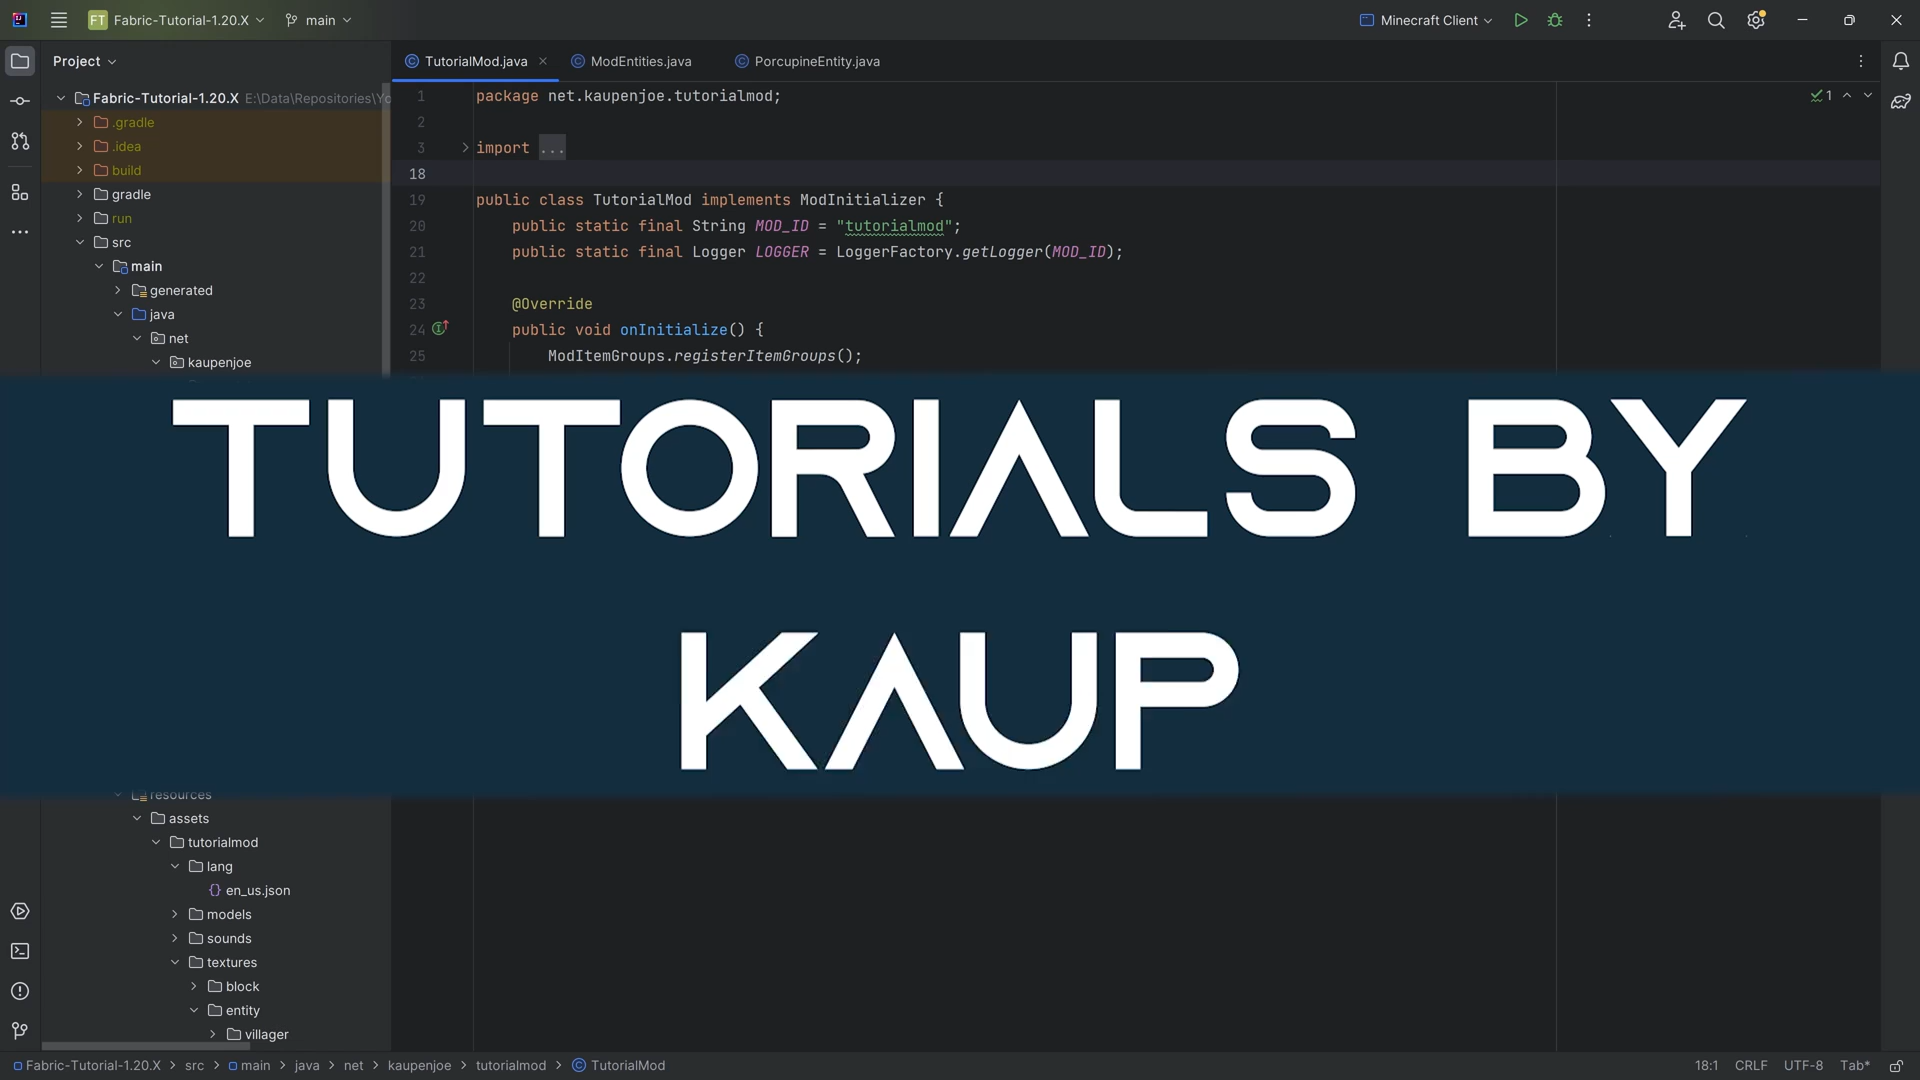 FT Fabric-Tutorial-1.20.X main Minecraft Client
Project
TutorialMod.java ModEntities.java PorcupineEntity.java
Fabric-Tutorial-1.20.X E:\Data\Repositories\Yo
.gradle
.idea
build
gradle
run
src
main
generated
java
net
kaupenjoe
1 package net.kaupenjoe.tutorialmod;
2
3 import ...
18
19 public class TutorialMod implements ModInitializer {
20 public static final String MOD_ID = "tutorialmod";
21 public static final Logger LOGGER = LoggerFactory.getLogger(MOD_ID);
22
23 @Override
24 public void onInitialize() {
25 ModItemGroups.registerItemGroups();
1
TUTORIALS BY
KAUP
resources
assets
tutorialmod
lang
{} en_us.json
models
sounds
textures
block
entity
villager
Fabric-Tutorial-1.20.X > src > main > java > net > kaupenjoe > tutorialmod > TutorialMod
18:1 CRLF UTF-8 Tab*